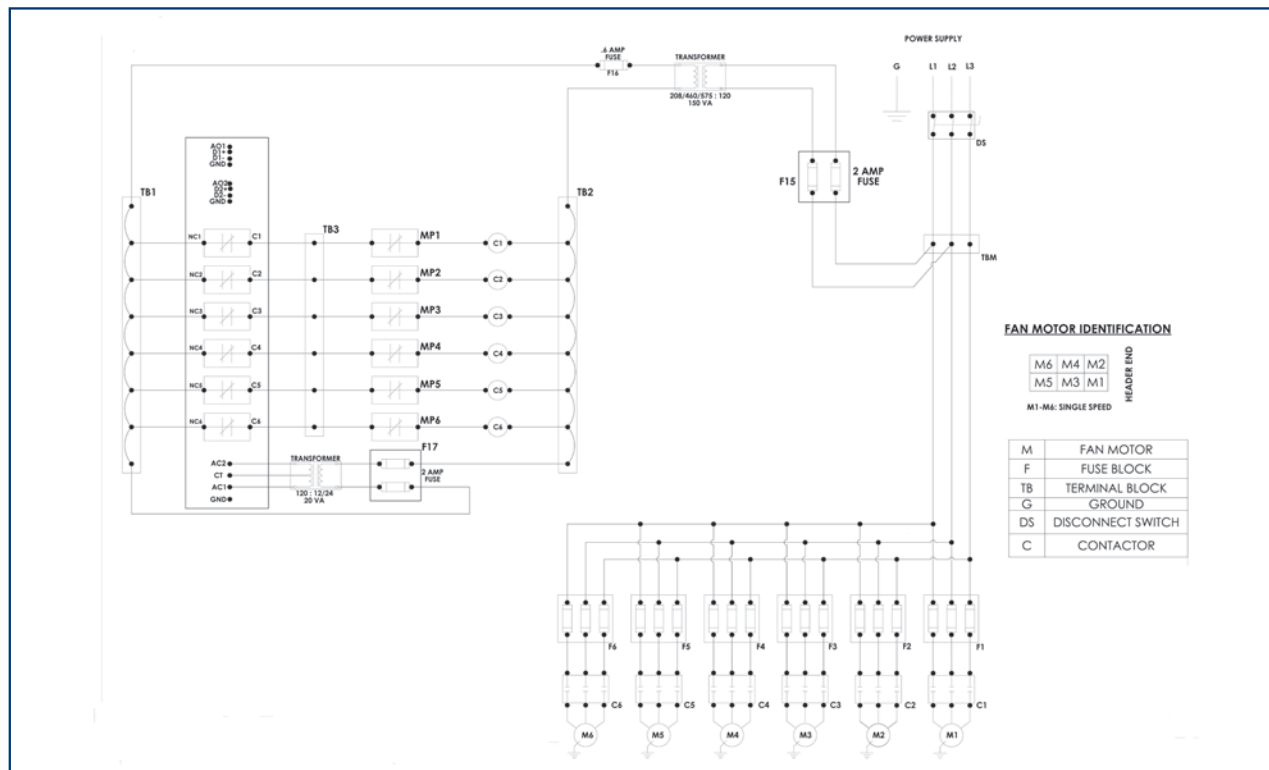 POWER SUPPLY
G L1 L2 L3
.6 AMP
FUSE
F16
TRANSFORMER
208/460/575 : 120
150 VA
DS
AO1
D1+
D1-
GND
AO2
D2+
D2-
GND
F15
2 AMP
FUSE
TB1
TB2
TB3
TBM
NC1 C1 MP1 C1
NC2 C2 MP2 C2
NC3 C3 MP3 C3
NC4 C4 MP4 C4
NC5 C5 MP5 C5
NC6 C6 MP6 C6
F17
2 AMP
FUSE
AC2
CT
AC1
GND
TRANSFORMER
120 : 12/24
20 VA
FAN MOTOR IDENTIFICATION
M6 M4 M2
M5 M3 M1
HEADER END
M1-M6: SINGLE SPEED
M FAN MOTOR
F FUSE BLOCK
TB TERMINAL BLOCK
G GROUND
DS DISCONNECT SWITCH
C CONTACTOR
F6 F5 F4 F3 F2 F1
C6 C5 C4 C3 C2 C1
M6 M5 M4 M3 M2 M1